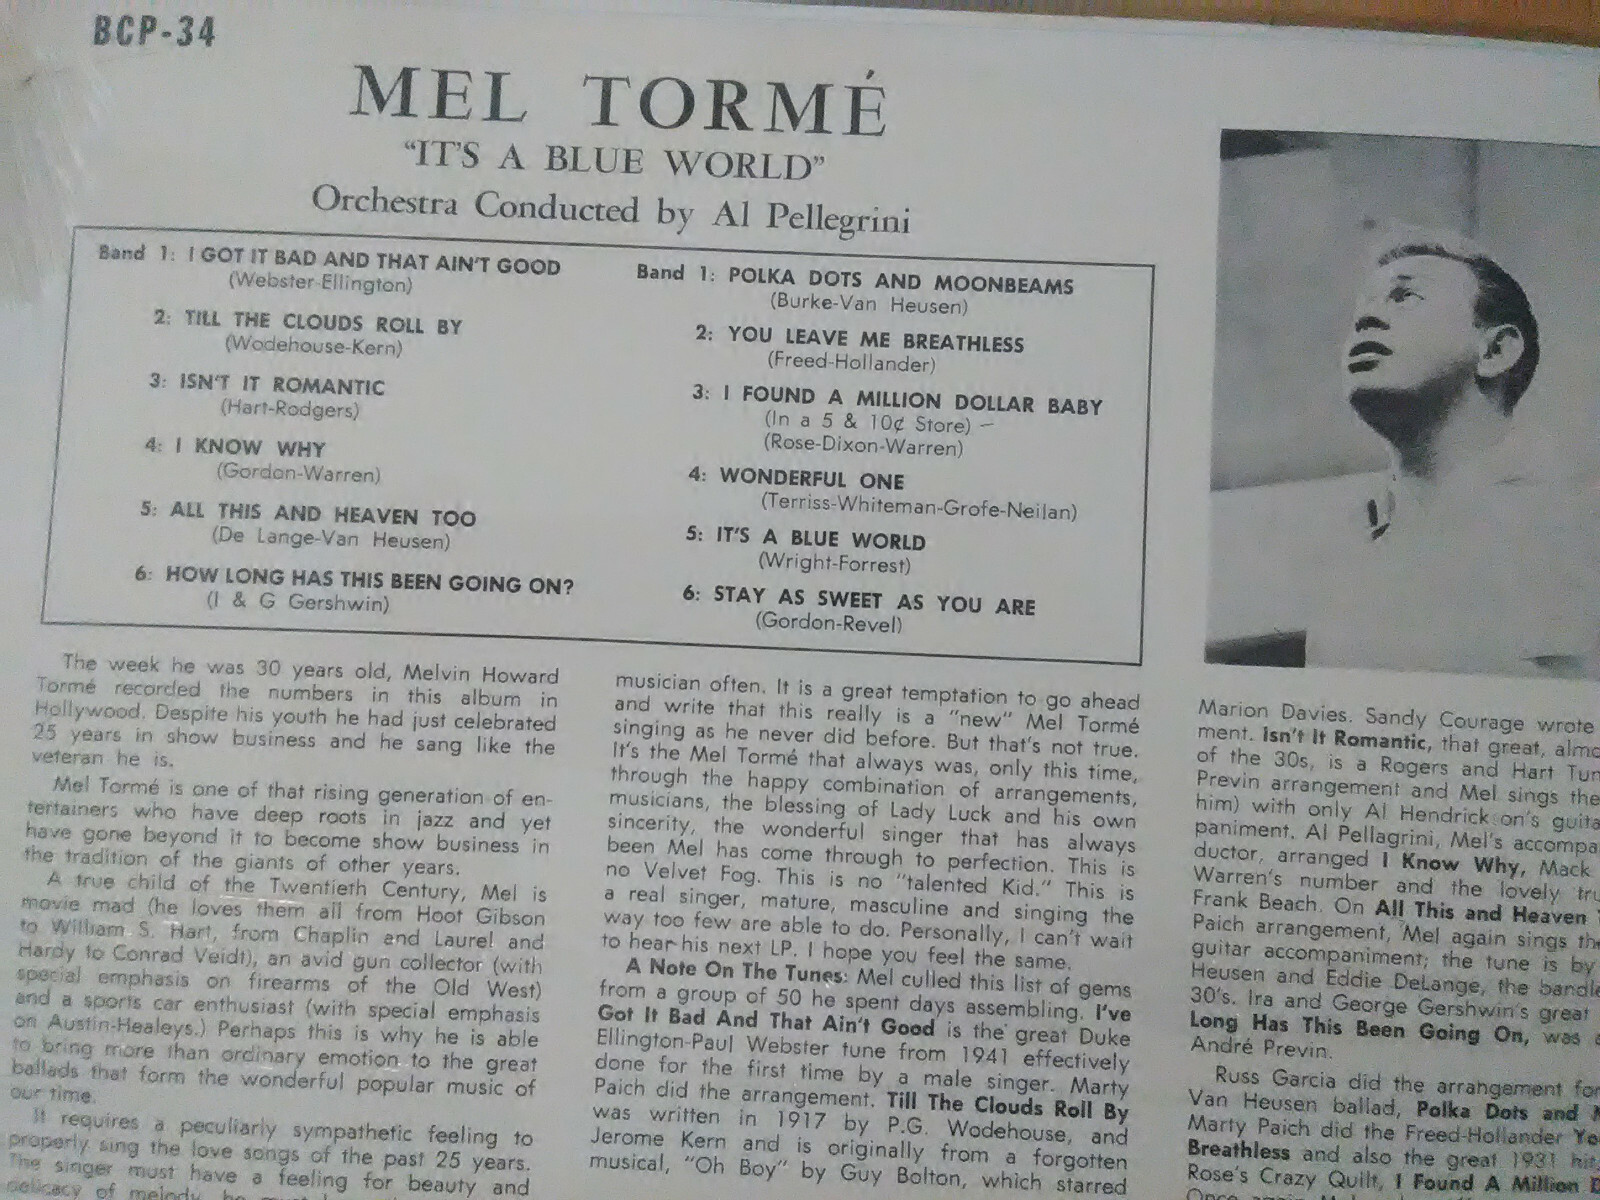 BCP-34
MEL TORMÉ
“IT'S A BLUE WORLD”
Orchestra Conducted by Al Pellegrini
Band 1: I GOT IT BAD AND THAT AIN'T GOOD
(Webster-Ellington)
2: TILL THE CLOUDS ROLL BY
(Wodehouse-Kern)
3: ISN'T IT ROMANTIC
(Hart-Rodgers)
4: I KNOW WHY
(Gordon-Warren)
5: ALL THIS AND HEAVEN TOO
(De Lange-Van Heusen)
6: HOW LONG HAS THIS BEEN GOING ON?
(I & G Gershwin)
Band 1: POLKA DOTS AND MOONBEAMS
(Burke-Van Heusen)
2: YOU LEAVE ME BREATHLESS
(Freed-Hollander)
3: I FOUND A MILLION DOLLAR BABY
(In a 5 & 10¢ Store) –
(Rose-Dixon-Warren)
4: WONDERFUL ONE
(Terriss-Whiteman-Grofe-Neilan)
5: IT'S A BLUE WORLD
(Wright-Forrest)
6: STAY AS SWEET AS YOU ARE
(Gordon-Revel)
The week he was 30 years old, Melvin Howard
Tormé recorded the numbers in this album in
Hollywood. Despite his youth he had just celebrated
25 years in show business and he sang like the
veteran he is.
Mel Tormé is one of that rising generation of en-
tertainers who have deep roots in jazz and yet
have gone beyond it to become show business in
the tradition of the giants of other years.
A true child of the Twentieth Century, Mel is
movie mad (he loves them all from Hoot Gibson
to William S. Hart, from Chaplin and Laurel and
Hardy to Conrad Veidt), an avid gun collector (with
special emphasis on firearms of the Old West)
and a sports car enthusiast (with special emphasis
on Austin-Healeys.) Perhaps this is why he is able
to bring more than ordinary emotion to the great
ballads that form the wonderful popular music of
our time.
It requires a peculiarly sympathetic feeling to
properly sing the love songs of the past 25 years.
The singer must have a feeling for beauty and
delicacy of melody, he must
musician often. It is a great temptation to go ahead
and write that this really is a "new" Mel Tormé
singing as he never did before. But that's not true.
It's the Mel Tormé that always was, only this time,
through the happy combination of arrangements,
musicians, the blessing of Lady Luck and his own
sincerity, the wonderful singer that has always
been Mel has come through to perfection. This is
no Velvet Fog. This is no "talented Kid." This is
a real singer, mature, masculine and singing the
way too few are able to do. Personally, I can't wait
to hear his next LP. I hope you feel the same.
A Note On The Tunes: Mel culled this list of gems
from a group of 50 he spent days assembling. I've
Got It Bad And That Ain't Good is the great Duke
Ellington-Paul Webster tune from 1941 effectively
done for the first time by a male singer. Marty
Paich did the arrangement. Till The Clouds Roll By
was written in 1917 by P.G. Wodehouse, and
Jerome Kern and is originally from a forgotten
musical, "Oh Boy" by Guy Bolton, which starred
Marion Davies. Sandy Courage wrote
ment. Isn't It Romantic, that great, almo
of the 30s, is a Rogers and Hart Tun
Previn arrangement and Mel sings the
him) with only Al Hendrickson's guita
paniment. Al Pellagrini, Mel's accompa
ductor, arranged I Know Why, Mack
Warren's number and the lovely tru
Frank Beach. On All This and Heaven
Paich arrangement, Mel again sings the
guitar accompaniment; the tune is by
Heusen and Eddie DeLange, the bandle
30's. Ira and George Gershwin's great
Long Has This Been Going On, was
André Previn.
Russ Garcia did the arrangement for
Van Heusen ballad, Polka Dots and
Marty Paich did the Freed-Hollander Yo
Breathless and also the great 1931 hit,
Rose's Crazy Quilt, I Found A Million